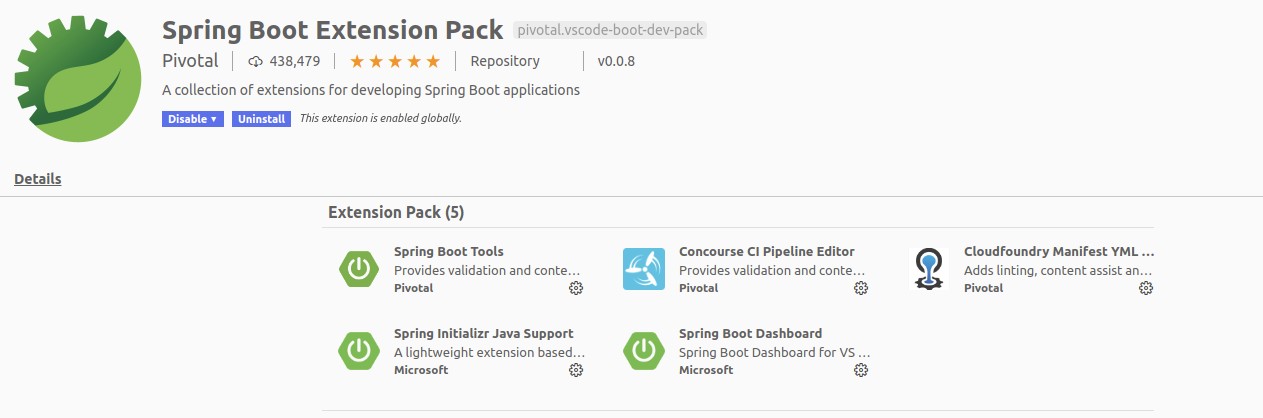 Spring Boot Extension Pack pivotal.vscode-boot-dev-pack
Pivotal 438,479 Repository v0.0.8
A collection of extensions for developing Spring Boot applications
Disable Uninstall This extension is enabled globally.
Details
Extension Pack (5)
Spring Boot Tools
Provides validation and conte...
Pivotal
Concourse CI Pipeline Editor
Provides validation and conte...
Pivotal
Cloudfoundry Manifest YML ...
Adds linting, content assist an...
Pivotal
Spring Initializr Java Support
A lightweight extension based...
Microsoft
Spring Boot Dashboard
Spring Boot Dashboard for VS ...
Microsoft